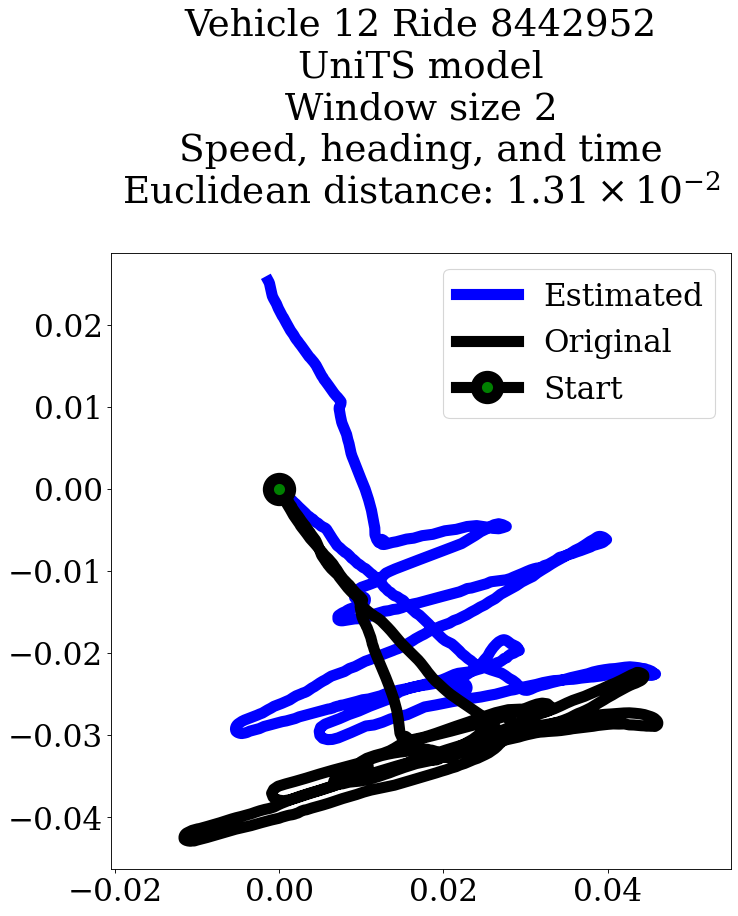 Vehicle 12 Ride 8442952
UniTS model
Window size 2
Speed, heading, and time
Euclidean distance: 1.31 × 10⁻²
Estimated
Original
Start
0.02
0.01
0.00
−0.01
−0.02
−0.03
−0.04
−0.02 0.00 0.02 0.04